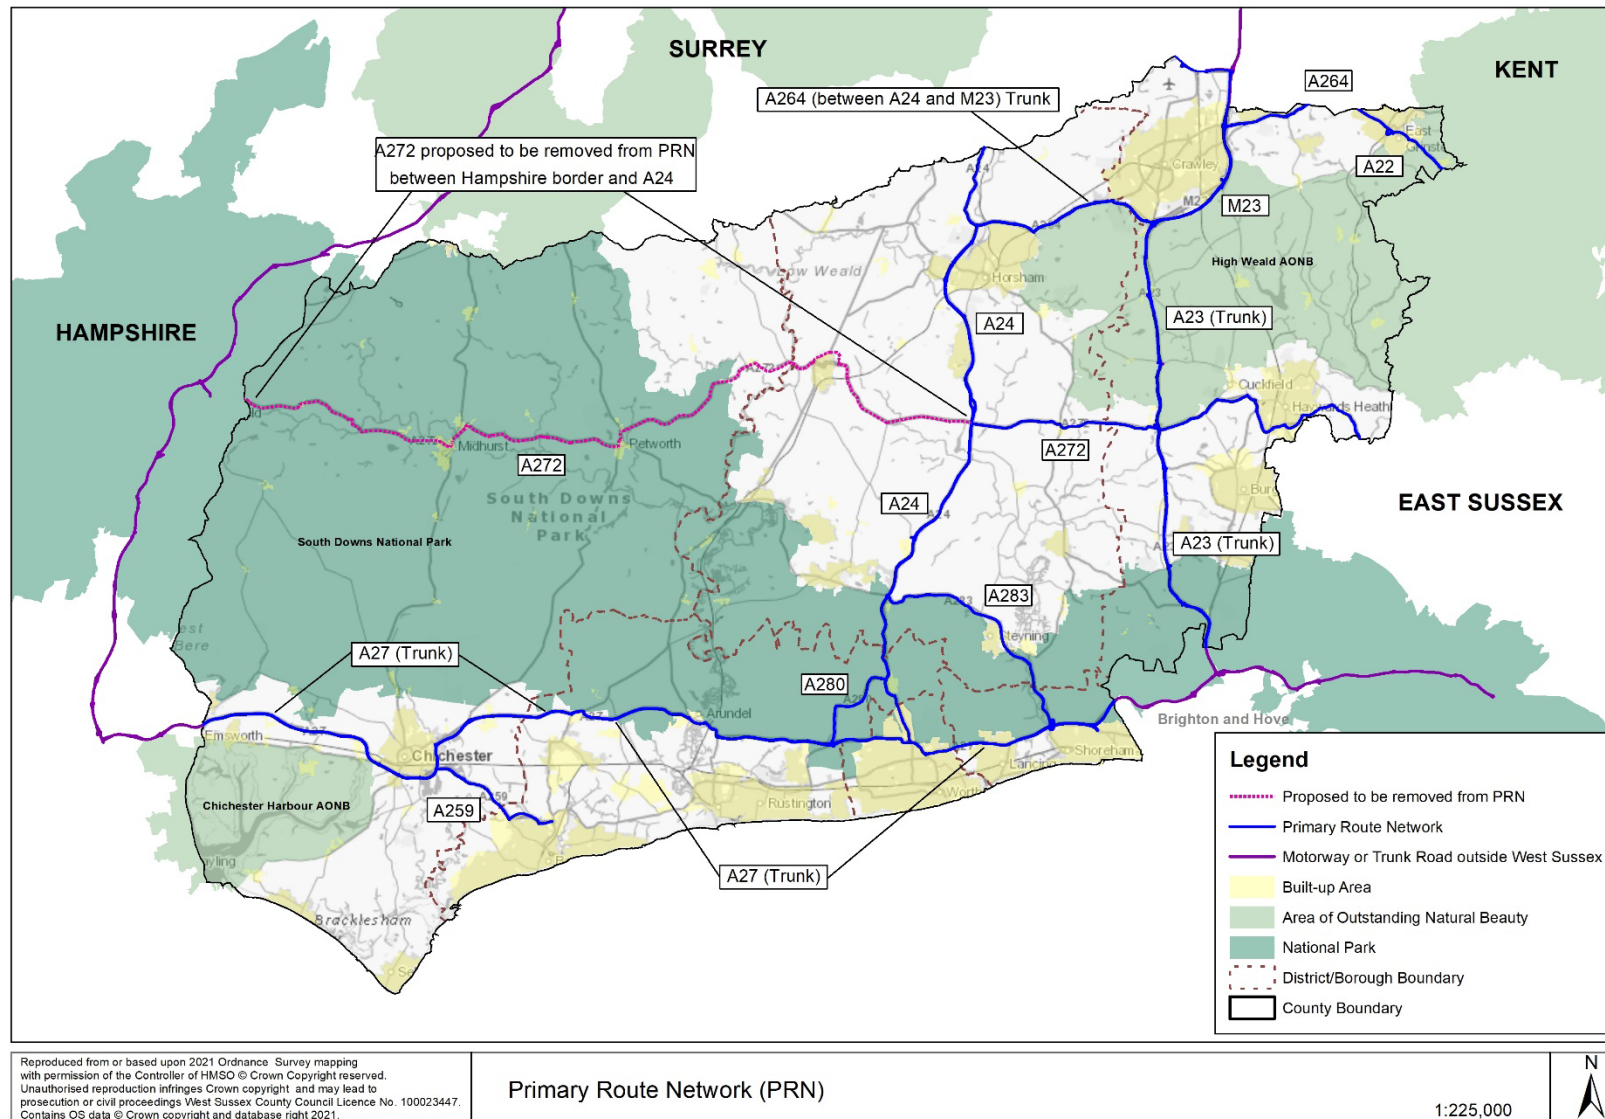 SURREY
KENT
HAMPSHIRE
EAST SUSSEX
A264 (between A24 and M23) Trunk
A272 proposed to be removed from PRN
between Hampshire border and A24
A264
A22
M23
A24
A23 (Trunk)
A272
A272
A24
A23 (Trunk)
A283
A280
A27 (Trunk)
A259
A27 (Trunk)
High Weald AONB
South Downs National Park
Chichester Harbour AONB
South Downs
National
Park
Low Weald
Crawley
East
Horsham
Cuckfield
Haywards Heath
Midhurst
Petworth
Steyning
Arundel
Emsworth
Chichester
Rustington
Lancing
Shoreham
Brighton and Hove
Bracklesham
Legend
Proposed to be removed from PRN
Primary Route Network
Motorway or Trunk Road outside West Sussex
Built-up Area
Area of Outstanding Natural Beauty
National Park
District/Borough Boundary
County Boundary
Reproduced from or based upon 2021 Ordnance Survey mapping
with permission of the Controller of HMSO © Crown Copyright reserved.
Unauthorised reproduction infringes Crown copyright and may lead to
prosecution or civil proceedings West Sussex County Council Licence No. 100023447.
Contains OS data © Crown copyright and database right 2021.
Primary Route Network (PRN)
1:225,000
N